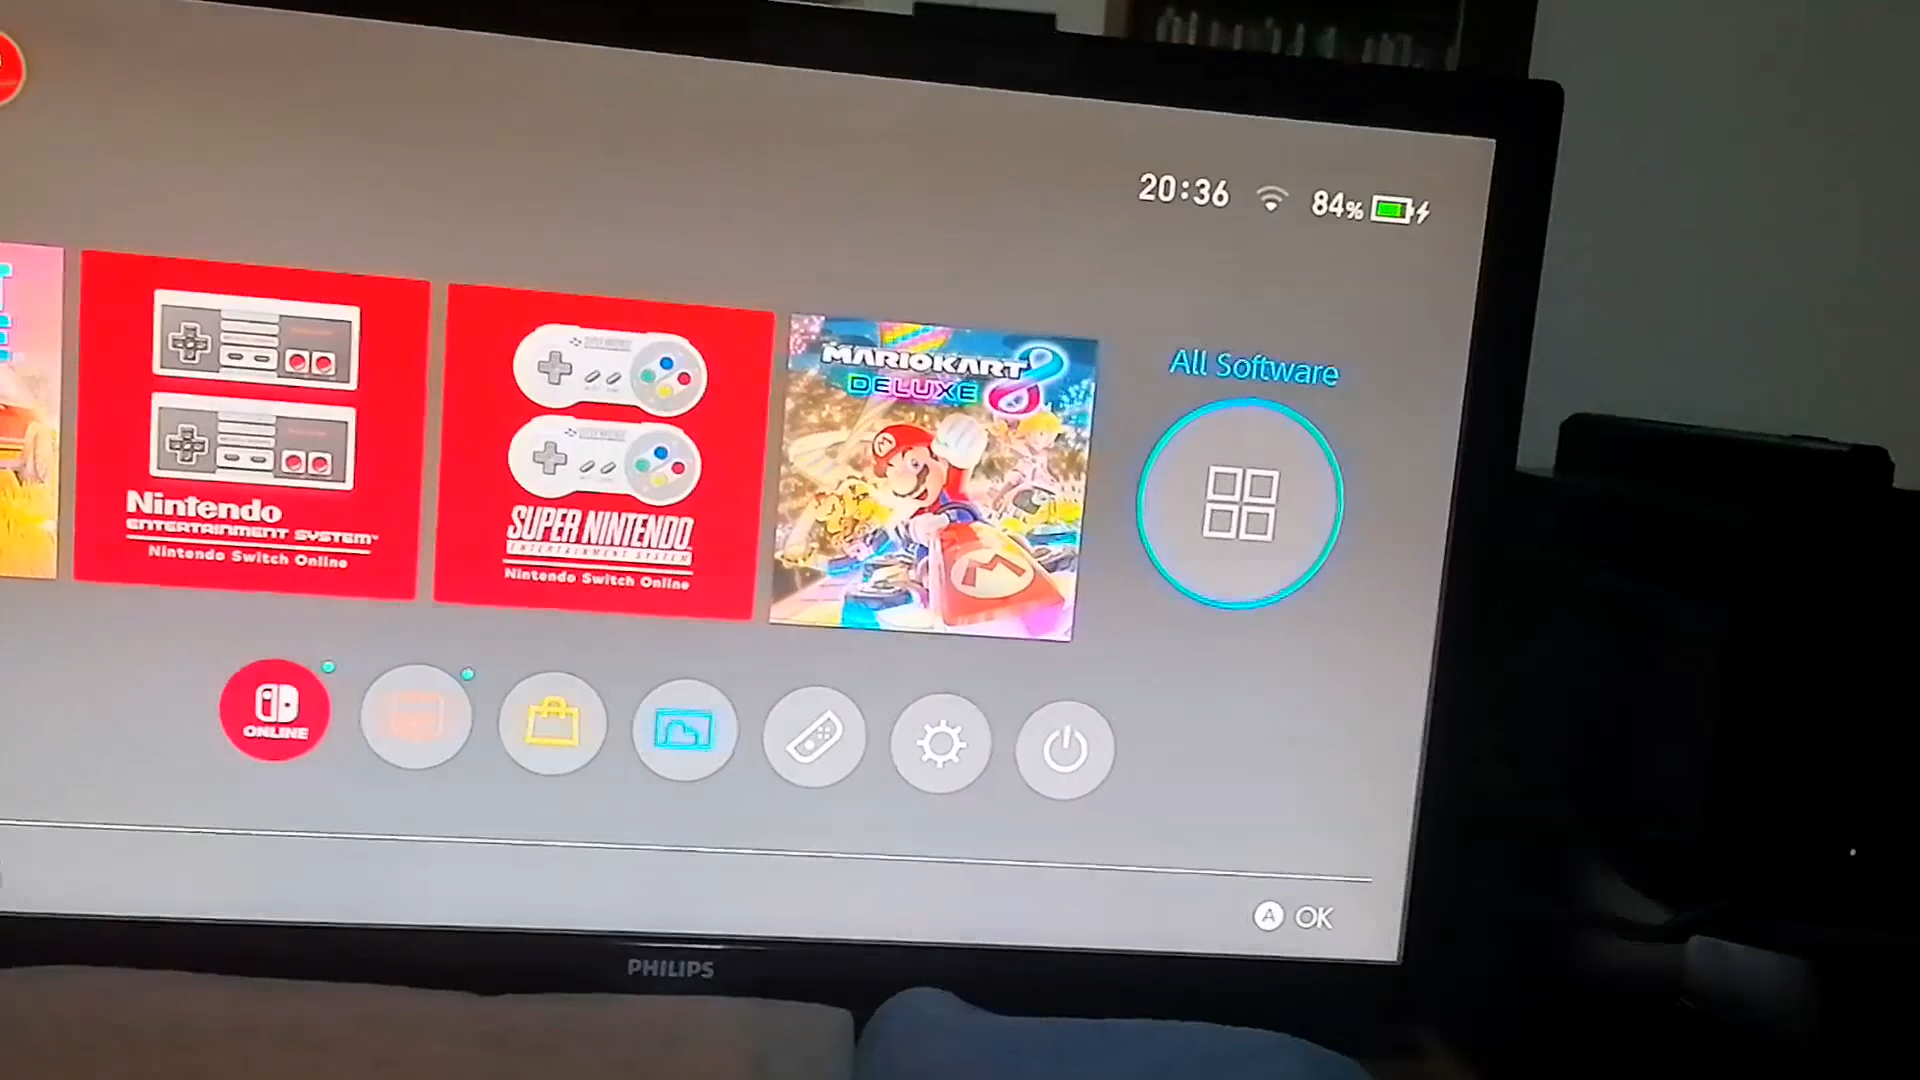 20:36 84%
All Software
Nintendo
ENTERTAINMENT SYSTEM™
Nintendo Switch Online
SUPER NINTENDO
ENTERTAINMENT SYSTEM
Nintendo Switch Online
MARIOKART 8
DELUXE
M
M
ONLINE
A OK
PHILIPS